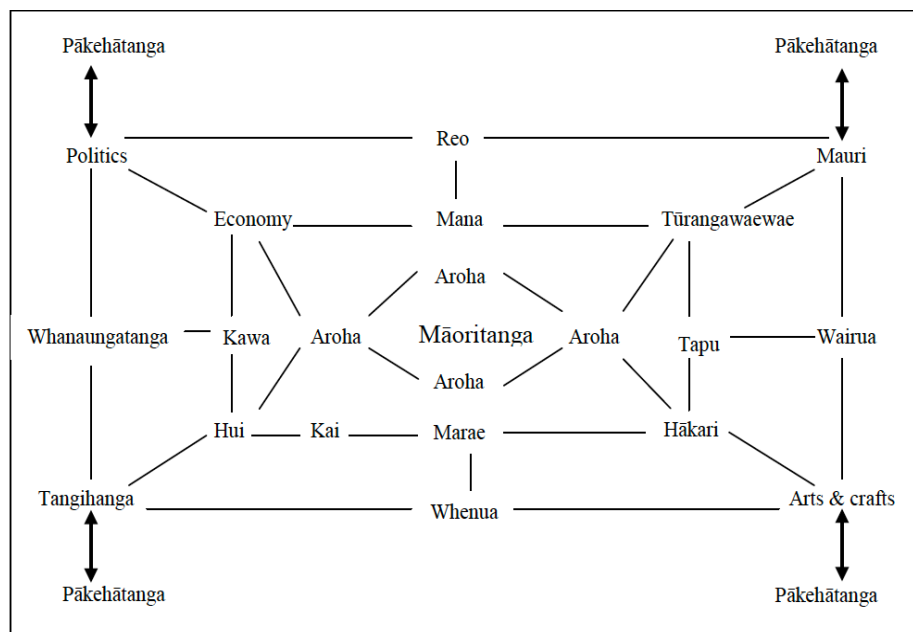 Pākehātanga Pākehātanga
Reo
Politics Mauri
Economy Mana Tūrangawaewae
Aroha
Whanaungatanga Kawa Aroha Māoritanga Aroha Tapu Wairua
Aroha
Hui Kai Marae Hākari
Tangihanga Arts & crafts
Whenua
Pākehātanga Pākehātanga